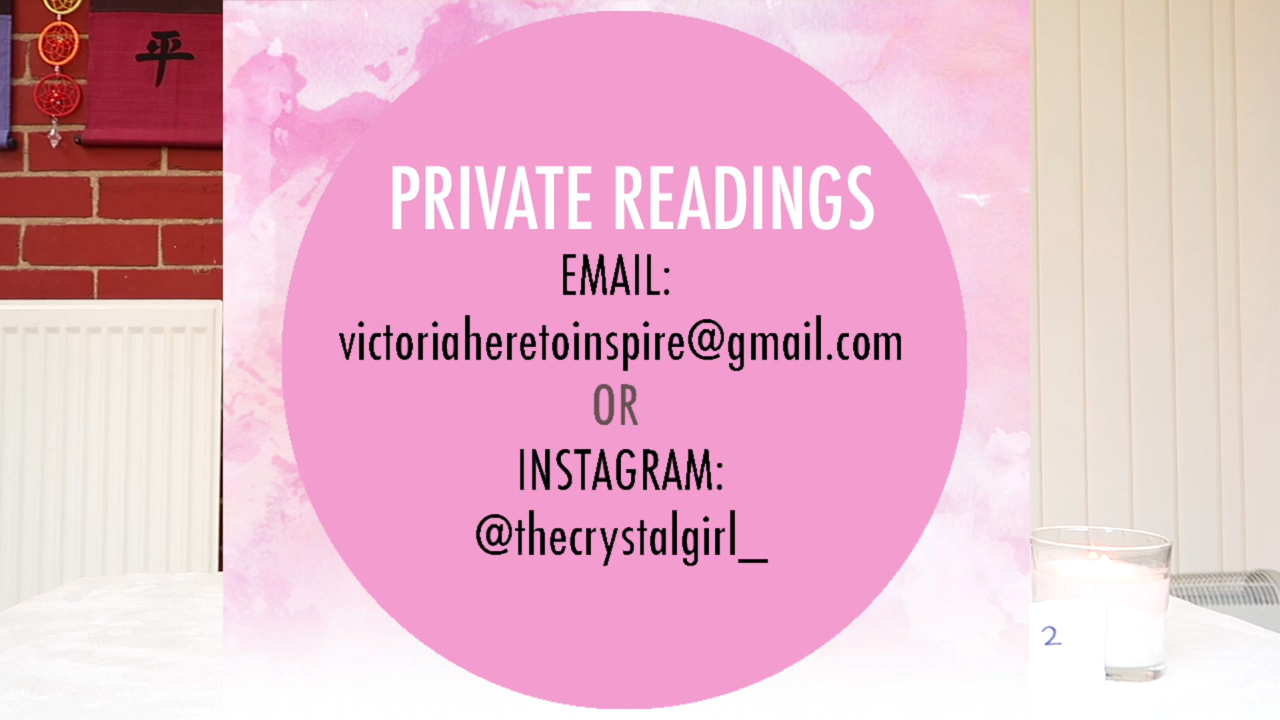 平
PRIVATE READINGS
EMAIL:
victoriaheretoinspire@gmail.com
OR
INSTAGRAM:
@thecrystalgirl_
2